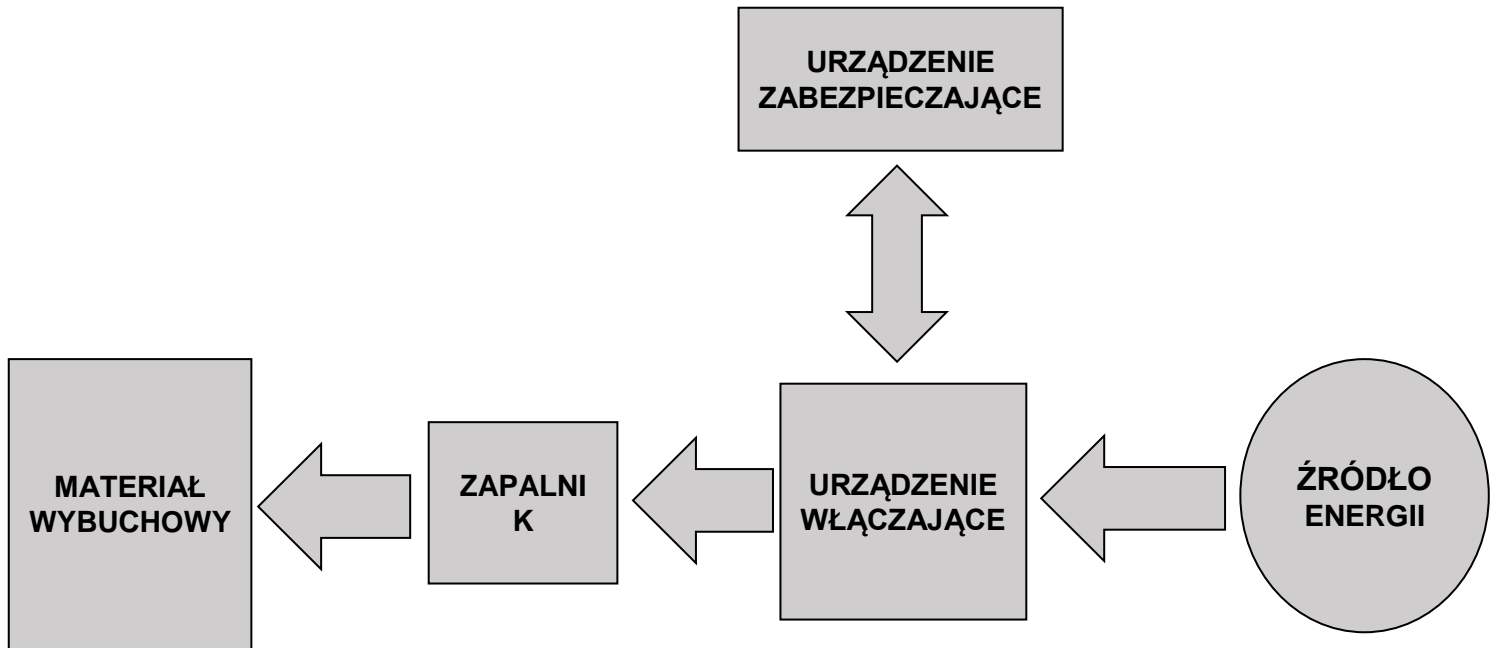 URZĄDZENIE
ZABEZPIECZAJĄCE
MATERIAŁ
WYBUCHOWY
ZAPALNI
K
URZĄDZENIE
WŁĄCZAJĄCE
ŹRÓDŁO
ENERGII